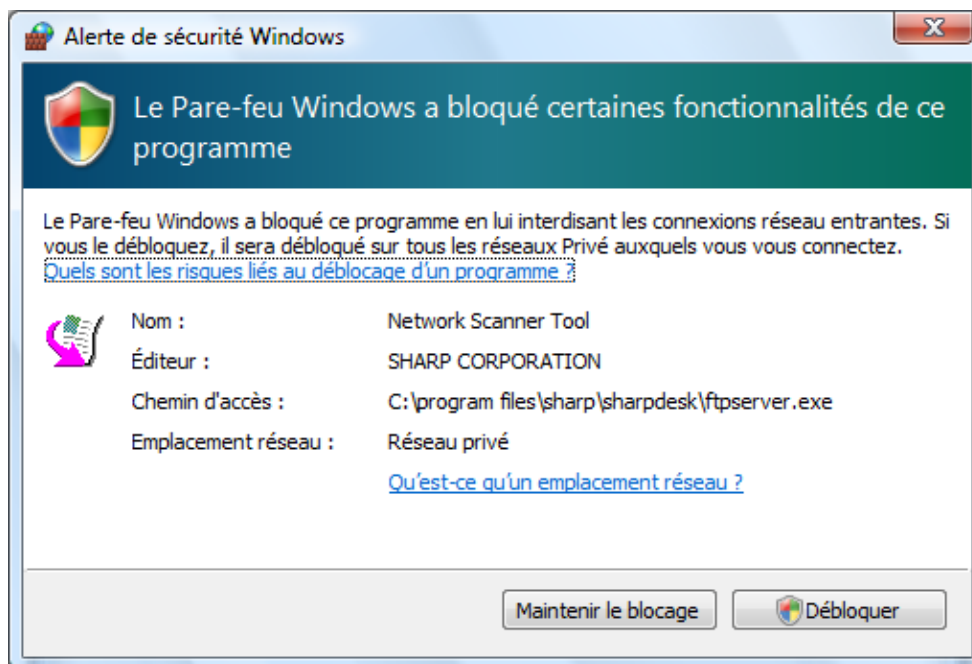 Alerte de sécurité Windows
Le Pare-feu Windows a bloqué certaines fonctionnalités de ce
programme
Le Pare-feu Windows a bloqué ce programme en lui interdisant les connexions réseau entrantes. Si
vous le débloquez, il sera débloqué sur tous les réseaux Privé auxquels vous vous connectez.
Quels sont les risques liés au déblocage d'un programme ?
Nom : Network Scanner Tool
Éditeur : SHARP CORPORATION
Chemin d'accès : C:\program files\sharp\sharpdesk\ftpserver.exe
Emplacement réseau : Réseau privé
Qu'est-ce qu'un emplacement réseau ?
Maintenir le blocage Débloquer